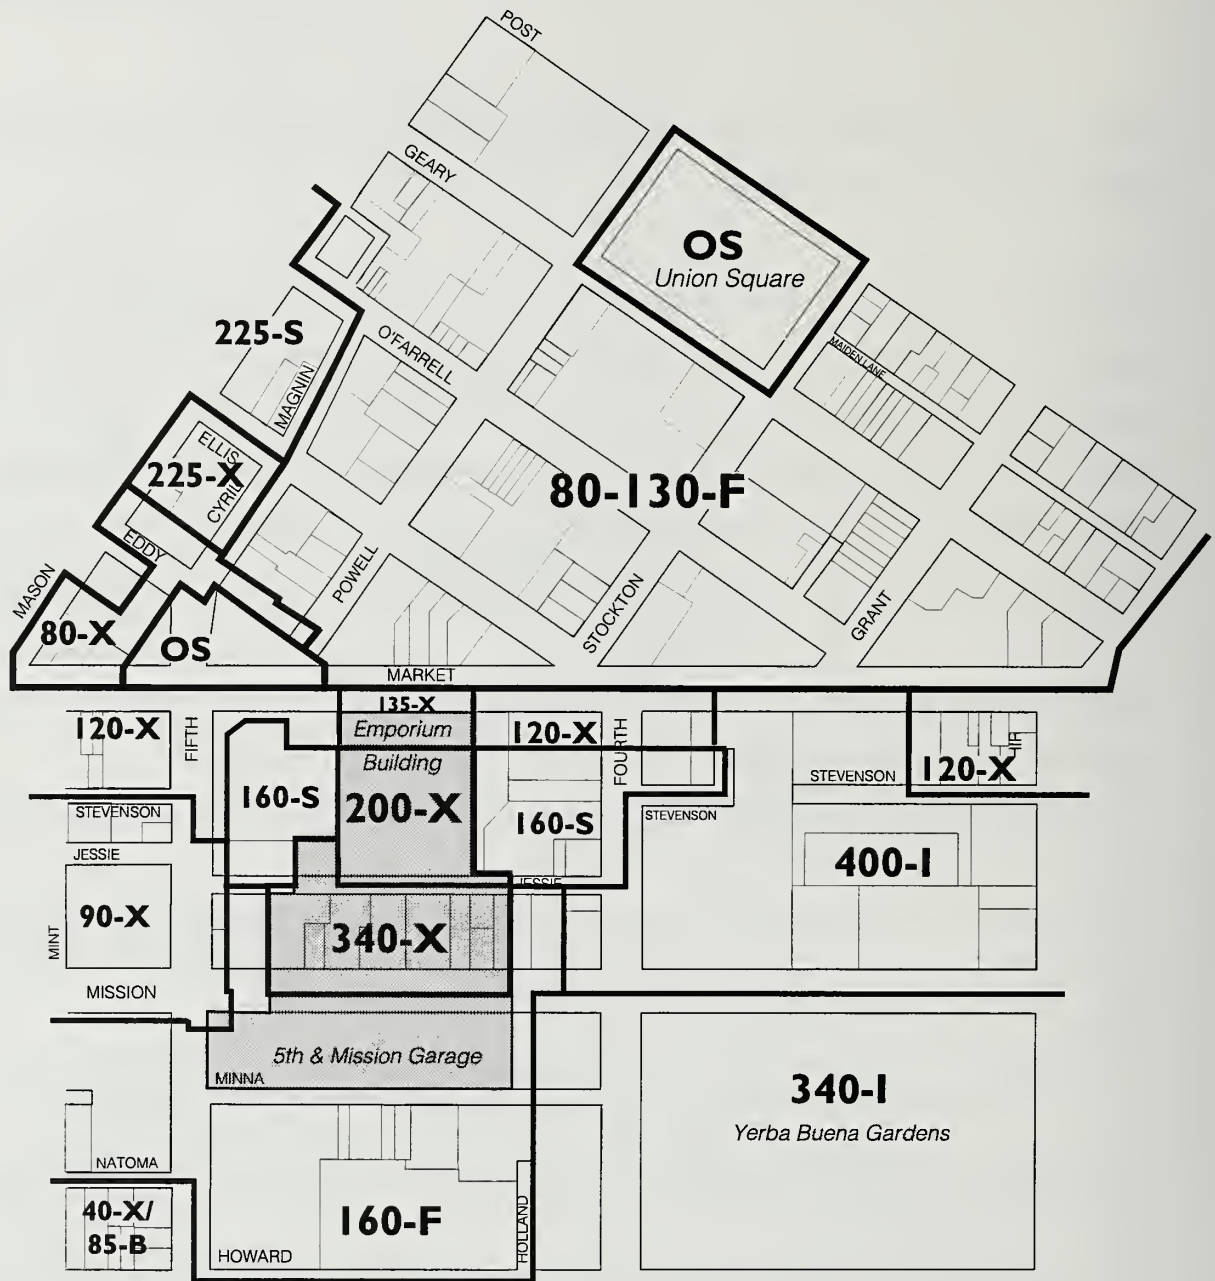 POST
GEARY
OS
Union Square
225-S
O'FARRELL
MAIDEN LANE
MAGNIN
ELLIS
225-X
CYRIL
80-130-F
EDDY
POWELL
MASON
STOCKTON
GRANT
80-X
OS
MARKET
135-X
120-X
FIFTH
Emporium
Building
120-X
FOURTH
120-X
STEVENSON
160-S
200-X
160-S
STEVENSON
STEVENSON
JESSIE
JESSIE
400-I
90-X
MINT
340-X
MISSION
5th & Mission Garage
MINNA
340-I
Yerba Buena Gardens
NATOMA
40-X/
85-B
160-F
HOLLAND
HOWARD